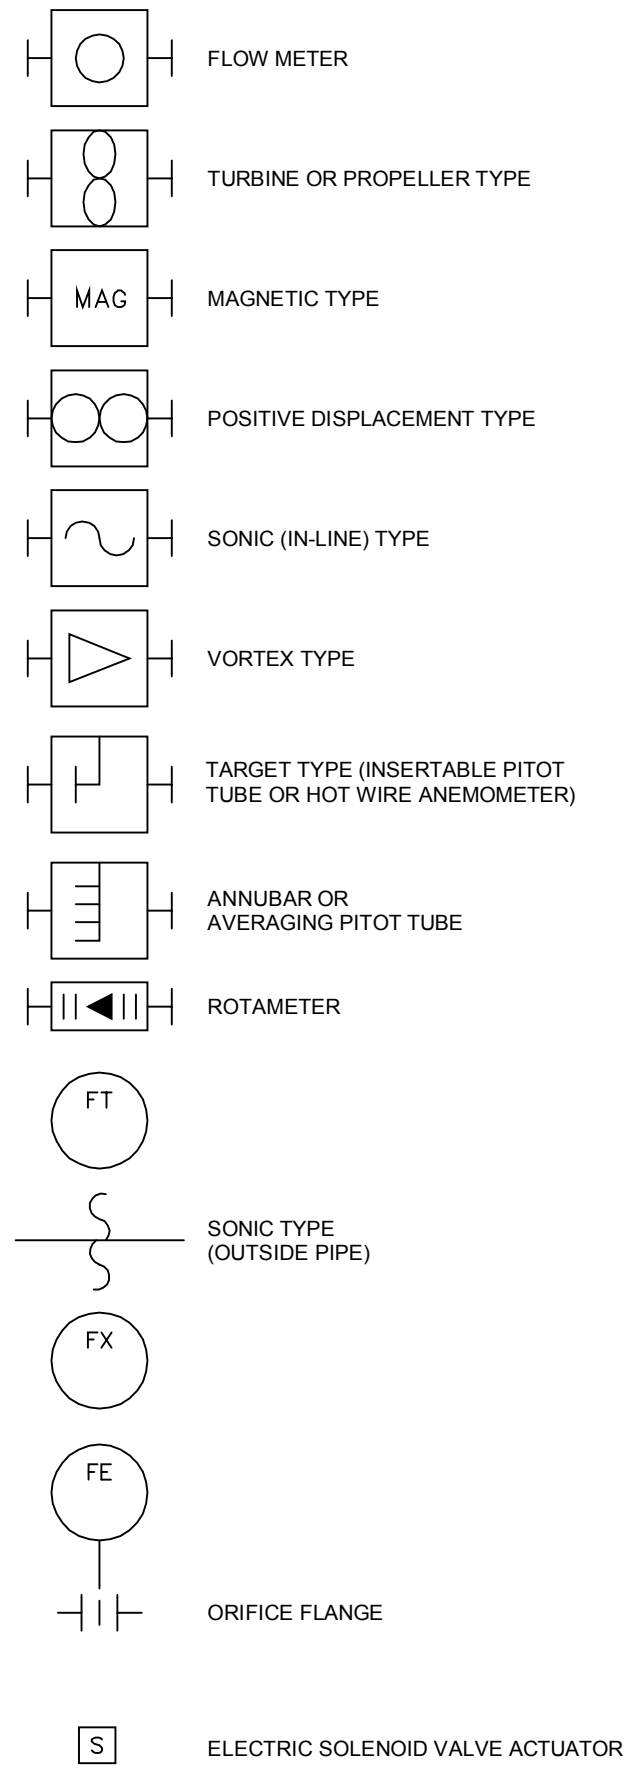 FLOW METER
TURBINE OR PROPELLER TYPE
MAG
MAGNETIC TYPE
POSITIVE DISPLACEMENT TYPE
SONIC (IN-LINE) TYPE
VORTEX TYPE
TARGET TYPE (INSERTABLE PITOT
TUBE OR HOT WIRE ANEMOMETER)
ANNUBAR OR
AVERAGING PITOT TUBE
ROTAMETER
FT
SONIC TYPE
(OUTSIDE PIPE)
FX
FE
ORIFICE FLANGE
S
ELECTRIC SOLENOID VALVE ACTUATOR